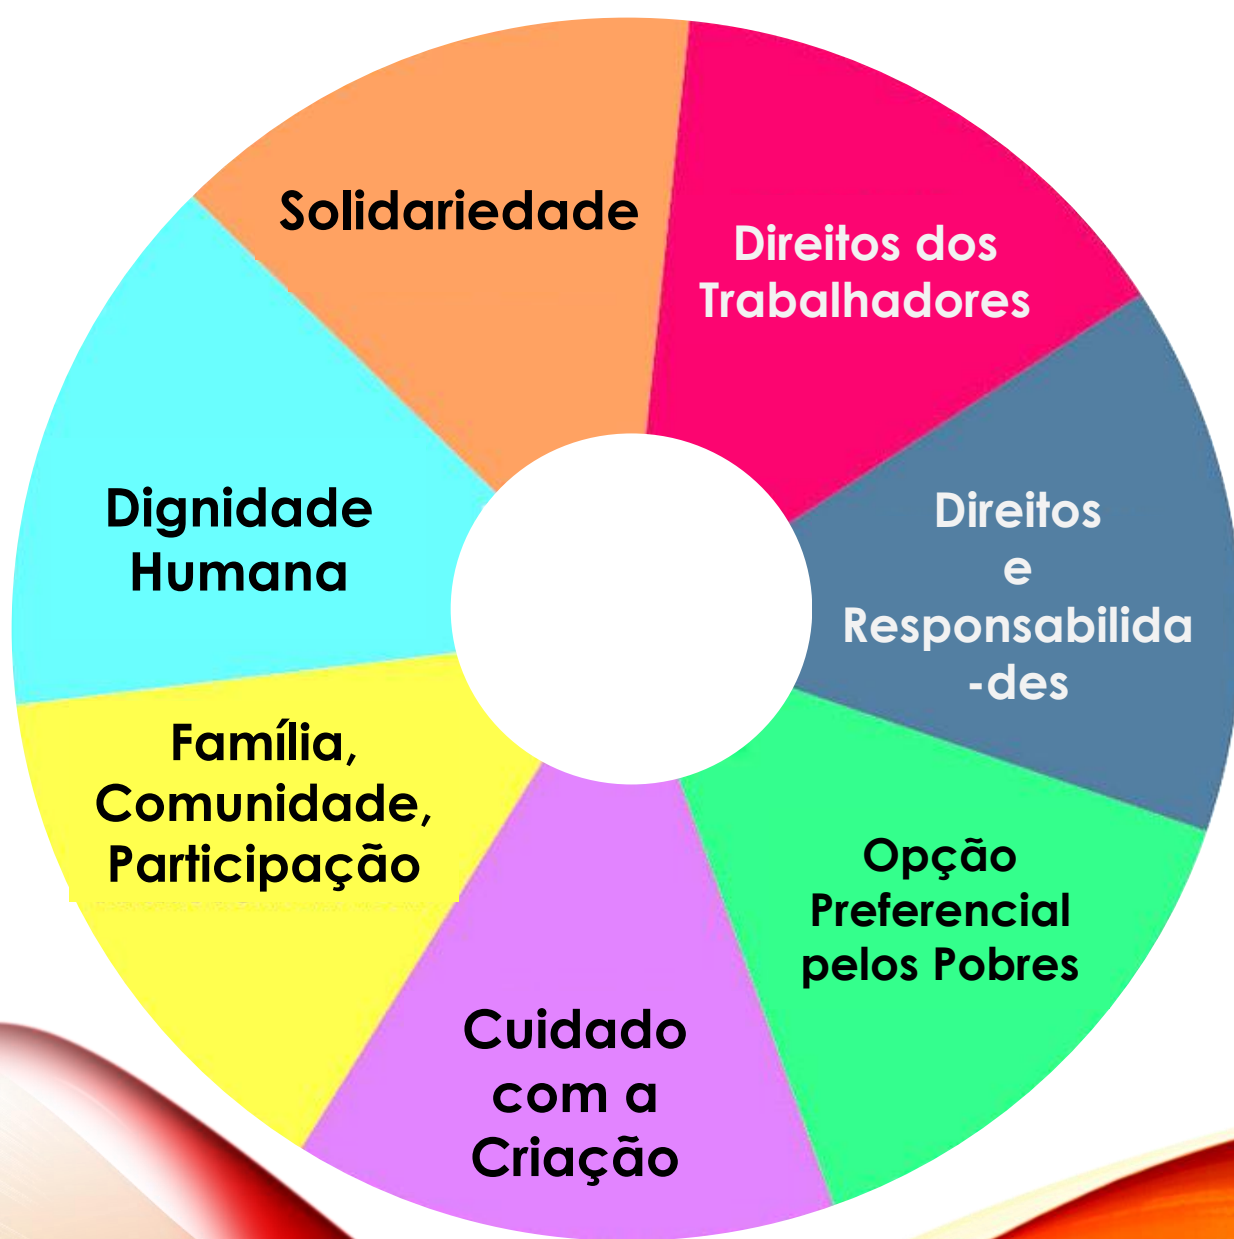 Solidariedade
Direitos dos
Trabalhadores
Direitos
e
Responsabilida
-des
Opção
Preferencial
pelos Pobres
Cuidado
com a
Criação
Família,
Comunidade,
Participação
Dignidade
Humana